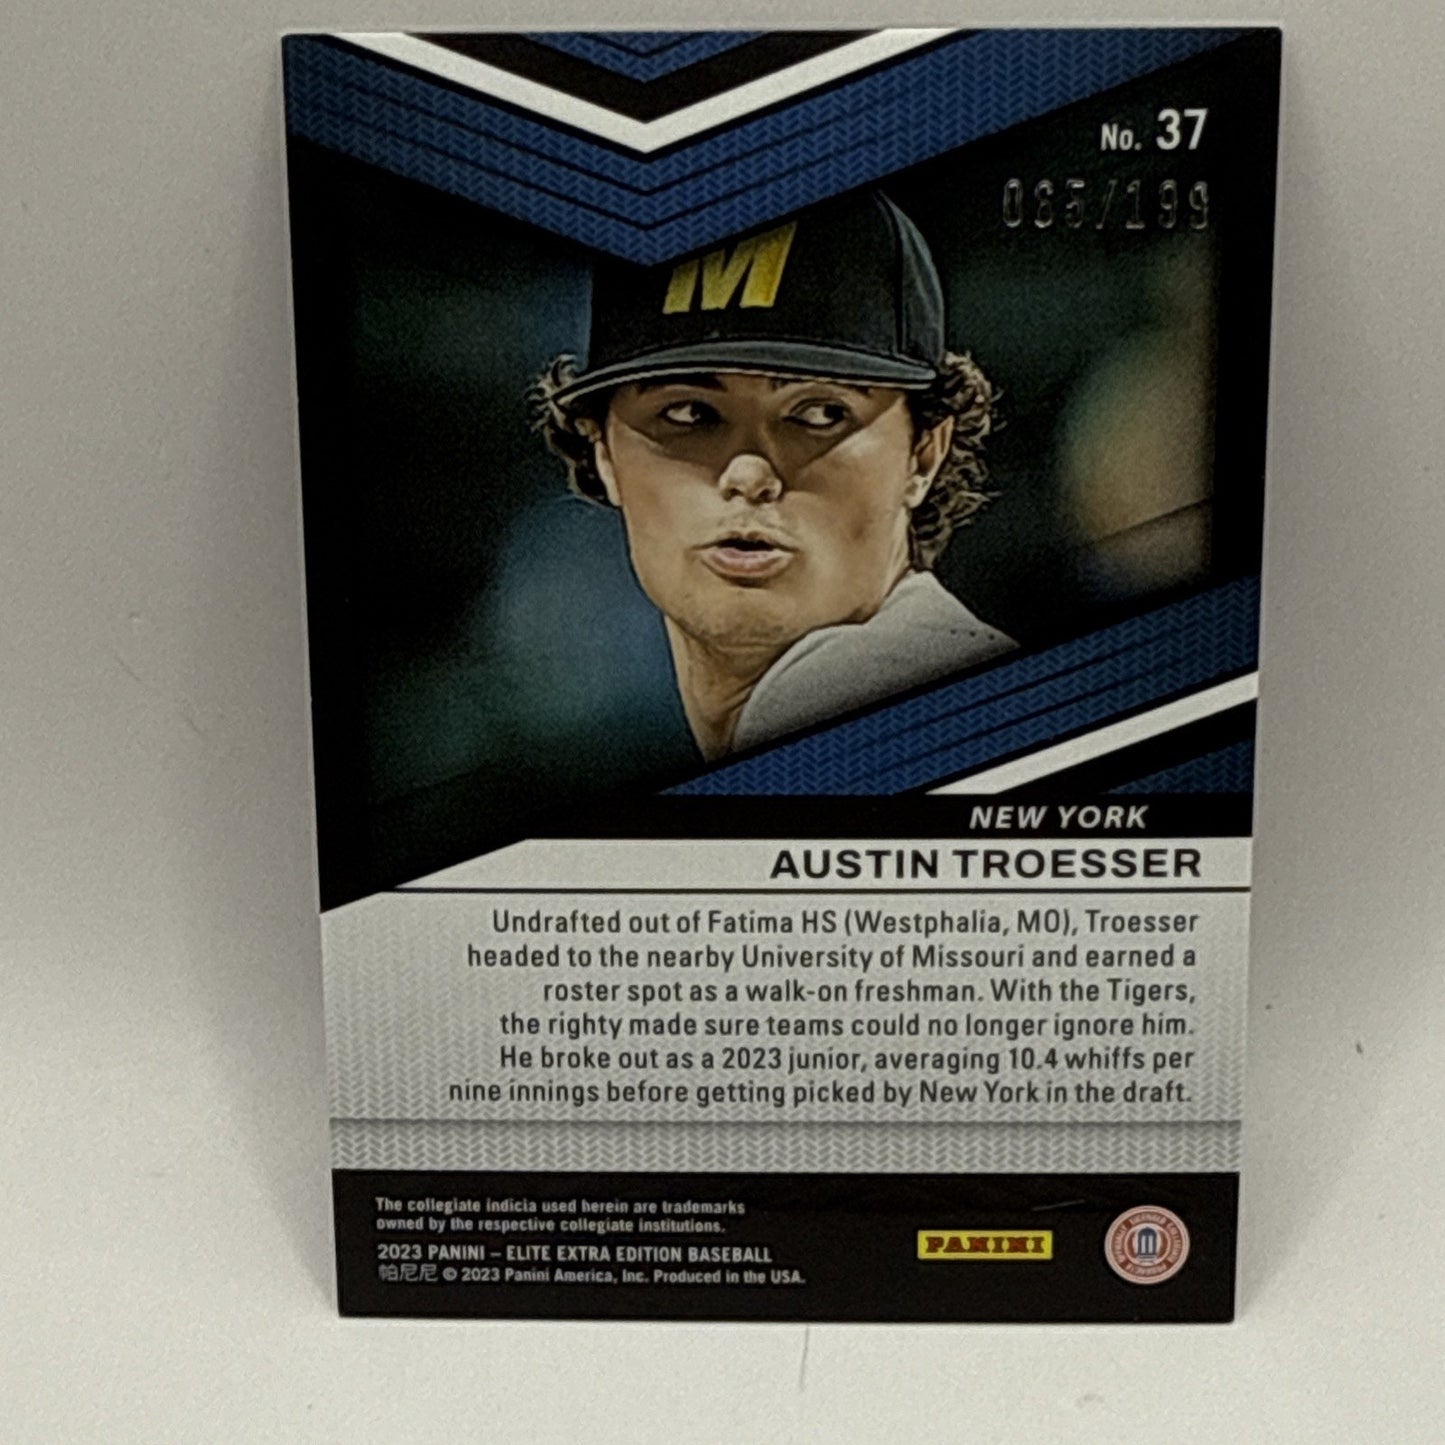 No. 37
065/199
M
NEW YORK
AUSTIN TROESSER
Undrafted out of Fatima HS (Westphalia, MO), Troesser
headed to the nearby University of Missouri and earned a
roster spot as a walk-on freshman. With the Tigers,
the righty made sure teams could no longer ignore him.
He broke out as a 2023 junior, averaging 10.4 whiffs per
nine innings before getting picked by New York in the draft.
The collegiate indicia used herein are trademarks
owned by the respective collegiate institutions.
2023 PANINI – ELITE EXTRA EDITION BASEBALL
帕尼尼 © 2023 Panini America, Inc. Produced in the USA.
PANINI